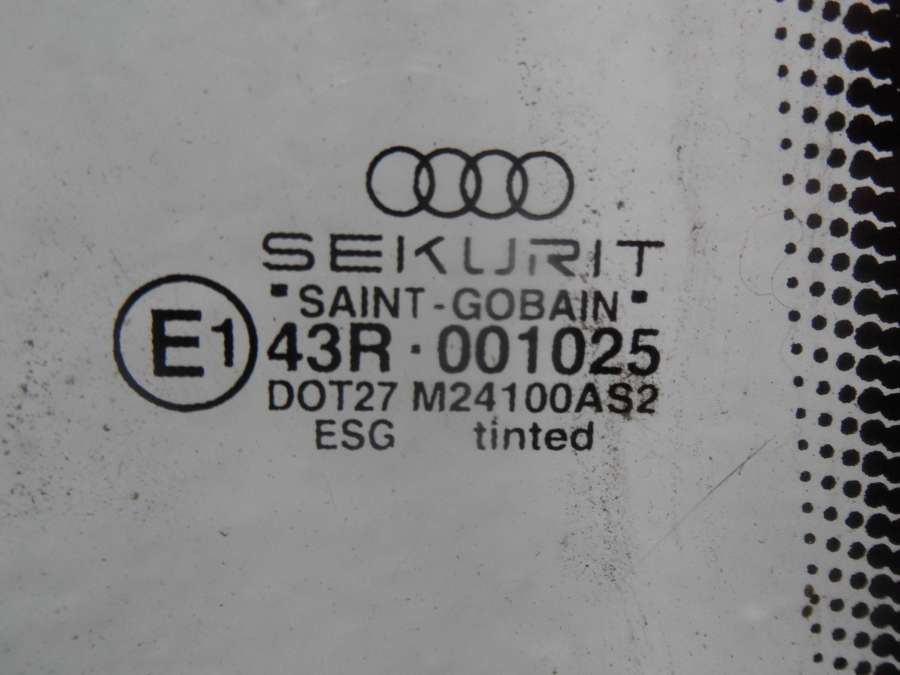 SEKURIT
"SAINT-GOBAIN"
E1 43R · 001025
DOT27 M24100AS2
ESG tinted